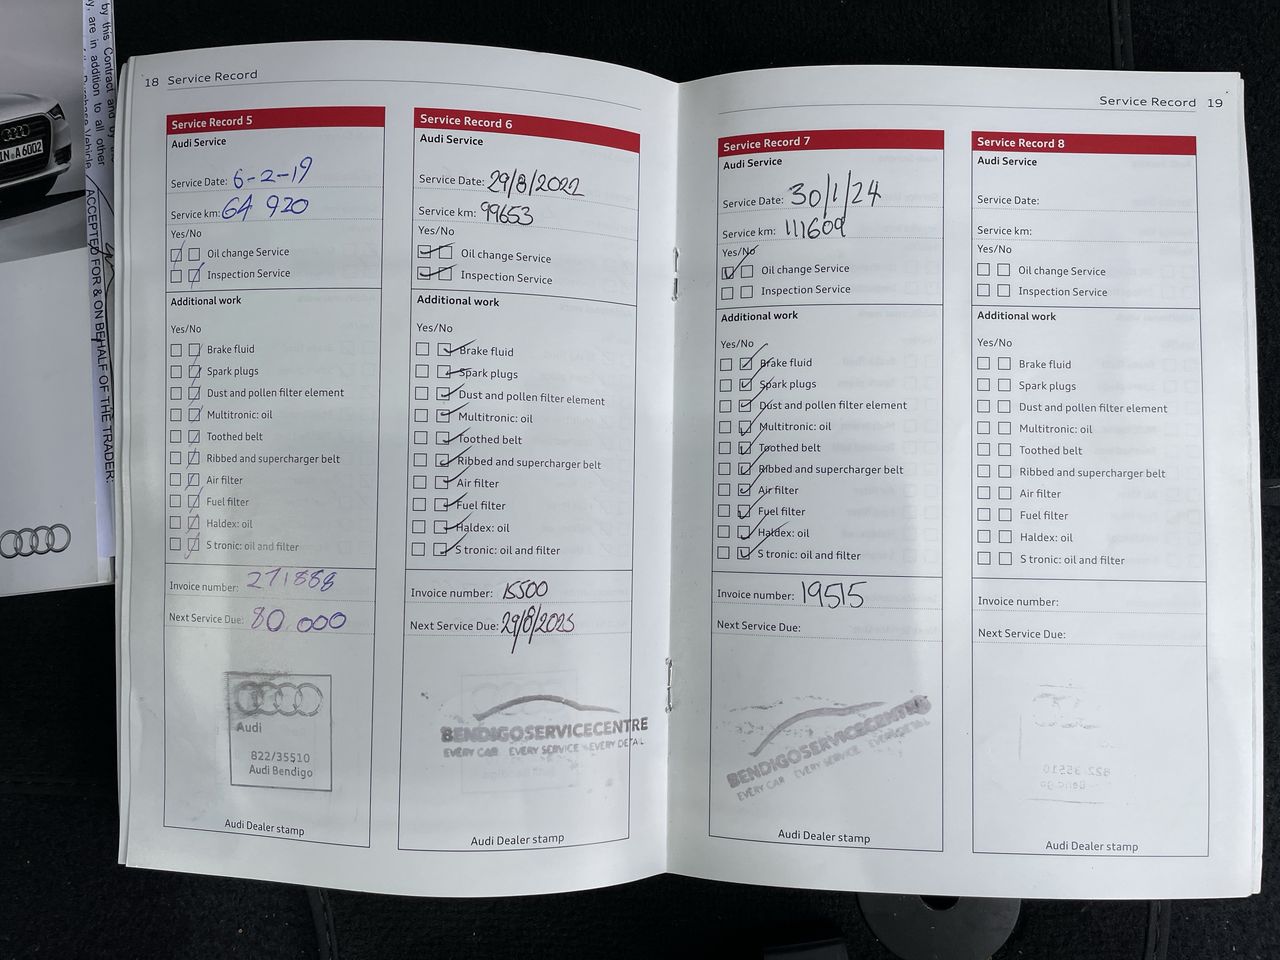 by this Contract and
are in addition to all other
ACCEPTED FOR & ON BEHALF OF THE TRADER:
18 Service Record
Service Record 5
Audi Service
Service Date: 6-2-19
Service km: 64 920
Yes/No
Oil change Service
Inspection Service
Additional work
Yes/No
Brake fluid
Spark plugs
Dust and pollen filter element
Multitronic: oil
Toothed belt
Ribbed and supercharger belt
Air filter
Fuel filter
Haldex: oil
S tronic: oil and filter
Invoice number: 271888
Next Service Due: 80 000
Audi
822/35510
Audi Bendigo
Audi Dealer stamp
Service Record 6
Audi Service
Service Date: 29/8/2022
Service km: 99653
Yes/No
Oil change Service
Inspection Service
Additional work
Yes/No
Brake fluid
Spark plugs
Dust and pollen filter element
Multitronic: oil
Toothed belt
Ribbed and supercharger belt
Air filter
Fuel filter
Haldex: oil
S tronic: oil and filter
Invoice number: 15500
Next Service Due: 29/8/2023
BENDIGOSERVICECENTRE
EVERY CAR EVERY SERVICE EVERY DETAIL
Audi Dealer stamp
Service Record 19
Service Record 7
Audi Service
Service Date: 30/1/24
Service km: 111609
Yes/No
Oil change Service
Inspection Service
Additional work
Yes/No
Brake fluid
Spark plugs
Dust and pollen filter element
Multitronic: oil
Toothed belt
Ribbed and supercharger belt
Air filter
Fuel filter
Haldex: oil
S tronic: oil and filter
Invoice number: 19515
Next Service Due:
BENDIGOSERVICECENTRE
EVERY CAR EVERY SERVICE EVERY DETAIL
Audi Dealer stamp
Service Record 8
Audi Service
Service Date:
Service km:
Yes/No
Oil change Service
Inspection Service
Additional work
Yes/No
Brake fluid
Spark plugs
Dust and pollen filter element
Multitronic: oil
Toothed belt
Ribbed and supercharger belt
Air filter
Fuel filter
Haldex: oil
S tronic: oil and filter
Invoice number:
Next Service Due:
Audi Dealer stamp